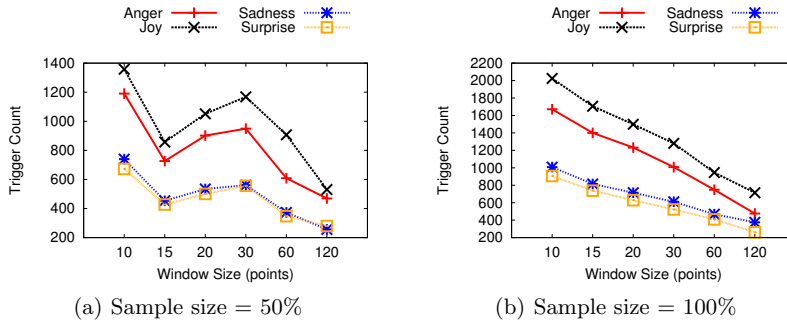 Anger
Joy
Sadness
Surprise
Trigger Count
1400
1200
1000
800
600
400
200
10 15 20 30 60 120
Window Size (points)
(a) Sample size = 50%
Anger
Joy
Sadness
Surprise
Trigger Count
2200
2000
1800
1600
1400
1200
1000
800
600
400
200
10 15 20 30 60 120
Window Size (points)
(b) Sample size = 100%